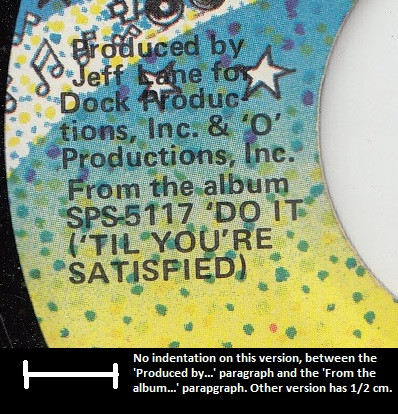 Produced by
Jeff Lane for
Dock Produc-
tions, Inc. & 'O'
Productions, Inc.
From the album
SPS-5117 'DO IT
('TIL YOU'RE
SATISFIED)
No indentation on this version, between the
'Produced by...' paragraph and the 'From the
album...' parapgraph. Other version has 1/2 cm.